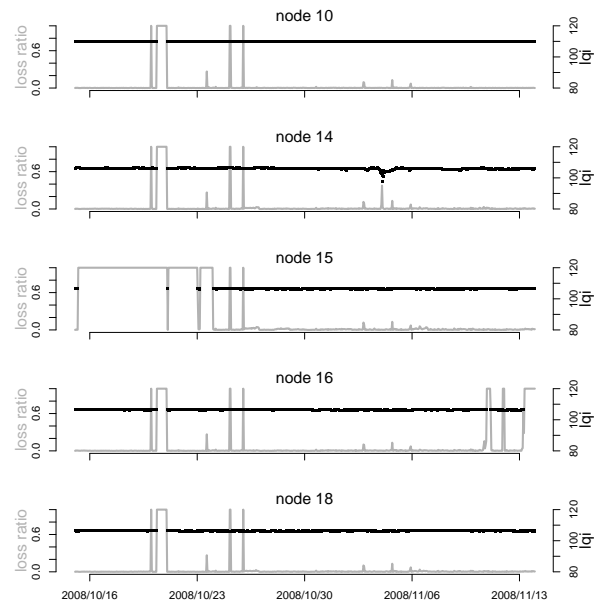 node 10
loss ratio
0.0 0.6
80 100 120
lqi
node 14
loss ratio
0.0 0.6
80 100 120
lqi
node 15
loss ratio
0.0 0.6
80 100 120
lqi
node 16
loss ratio
0.0 0.6
80 100 120
lqi
node 18
loss ratio
0.0 0.6
80 100 120
lqi
2008/10/16 2008/10/23 2008/10/30 2008/11/06 2008/11/13